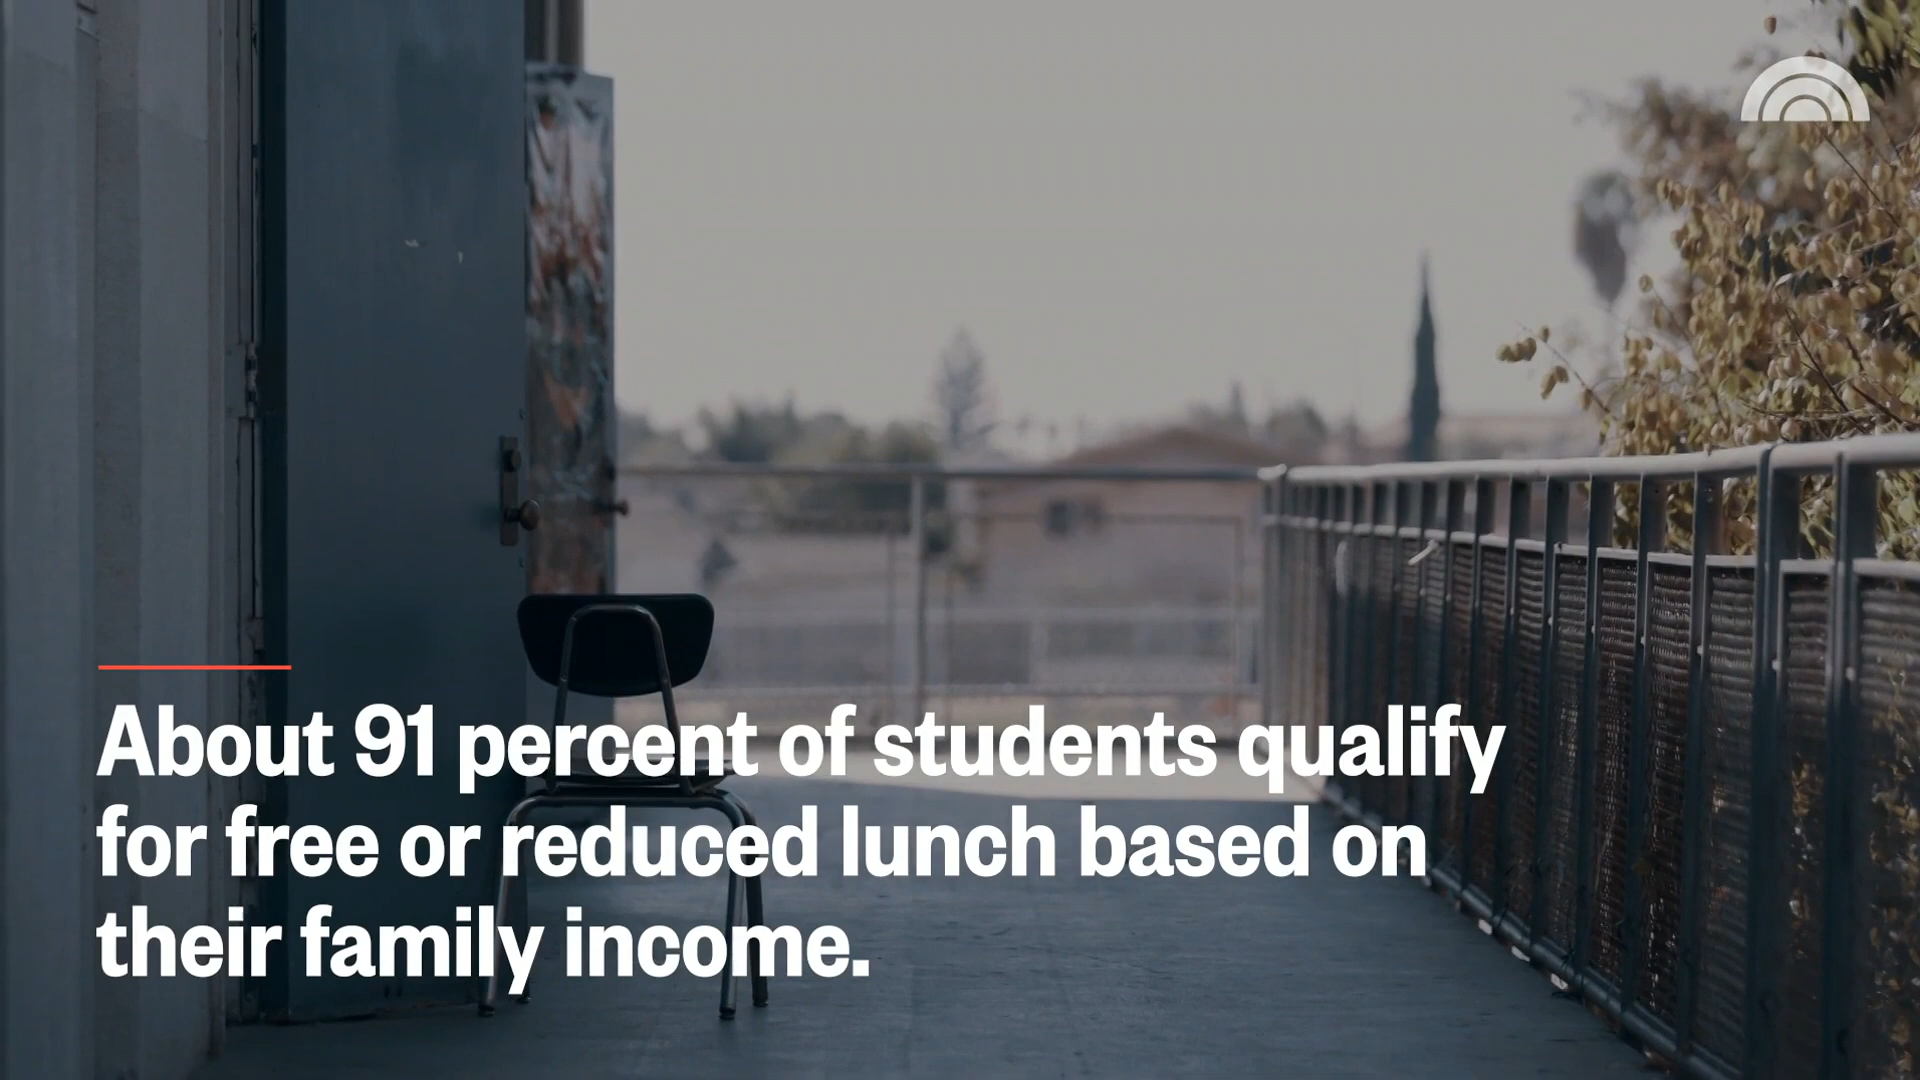 About 91 percent of students qualify
for free or reduced lunch based on
their family income.